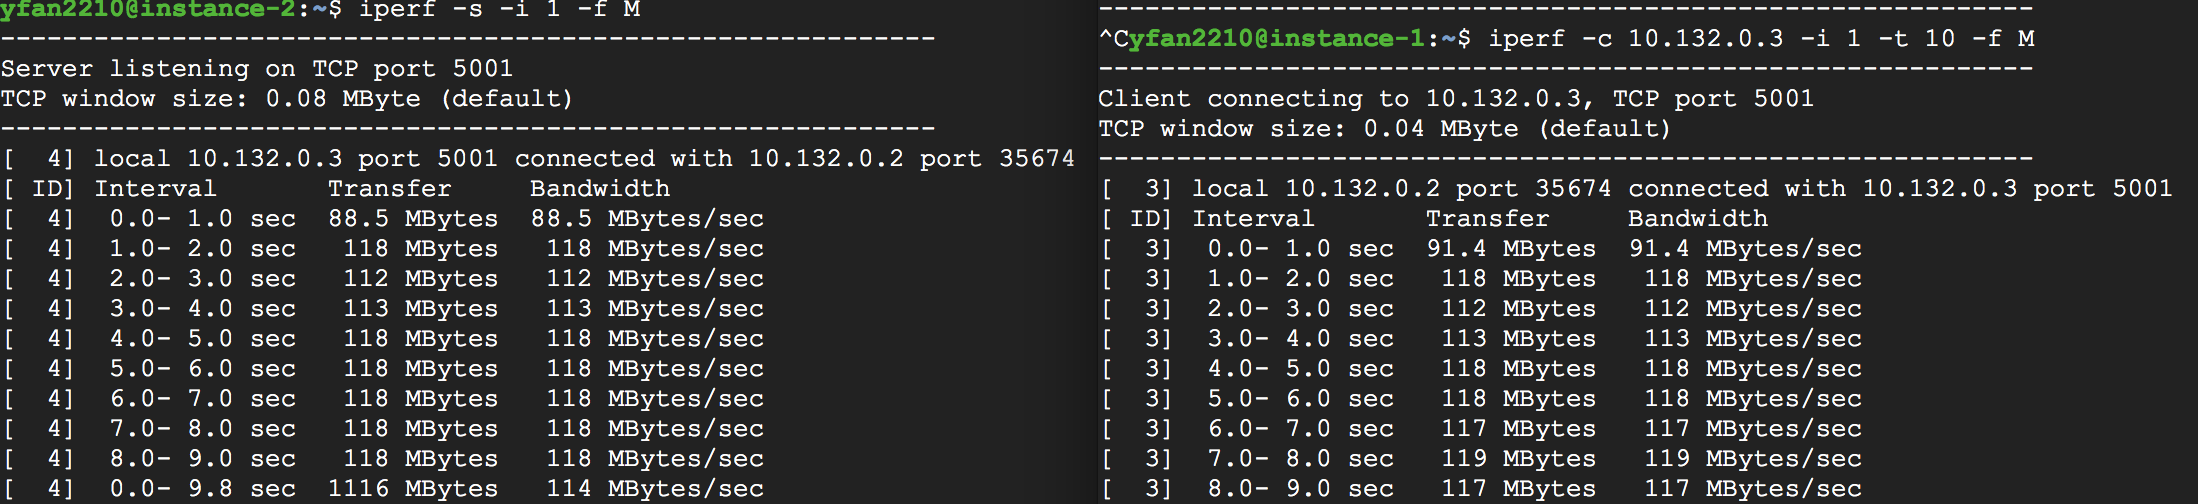 yfan2210@instance-2:~$ iperf -s -i 1 -f M
------------------------------------------------------------
Server listening on TCP port 5001
TCP window size: 0.08 MByte (default)
------------------------------------------------------------
[  4] local 10.132.0.3 port 5001 connected with 10.132.0.2 port 35674
[ ID] Interval       Transfer     Bandwidth
[  4]  0.0- 1.0 sec  88.5 MBytes  88.5 MBytes/sec
[  4]  1.0- 2.0 sec   118 MBytes   118 MBytes/sec
[  4]  2.0- 3.0 sec   112 MBytes   112 MBytes/sec
[  4]  3.0- 4.0 sec   113 MBytes   113 MBytes/sec
[  4]  4.0- 5.0 sec   118 MBytes   118 MBytes/sec
[  4]  5.0- 6.0 sec   118 MBytes   118 MBytes/sec
[  4]  6.0- 7.0 sec   118 MBytes   118 MBytes/sec
[  4]  7.0- 8.0 sec   118 MBytes   118 MBytes/sec
[  4]  8.0- 9.0 sec   118 MBytes   118 MBytes/sec
[  4]  0.0- 9.8 sec  1116 MBytes   114 MBytes/sec
------------------------------------------------------------
^Cyfan2210@instance-1:~$ iperf -c 10.132.0.3 -i 1 -t 10 -f M
------------------------------------------------------------
Client connecting to 10.132.0.3, TCP port 5001
TCP window size: 0.04 MByte (default)
------------------------------------------------------------
[  3] local 10.132.0.2 port 35674 connected with 10.132.0.3 port 5001
[ ID] Interval       Transfer     Bandwidth
[  3]  0.0- 1.0 sec  91.4 MBytes  91.4 MBytes/sec
[  3]  1.0- 2.0 sec   118 MBytes   118 MBytes/sec
[  3]  2.0- 3.0 sec   112 MBytes   112 MBytes/sec
[  3]  3.0- 4.0 sec   113 MBytes   113 MBytes/sec
[  3]  4.0- 5.0 sec   118 MBytes   118 MBytes/sec
[  3]  5.0- 6.0 sec   118 MBytes   118 MBytes/sec
[  3]  6.0- 7.0 sec   117 MBytes   117 MBytes/sec
[  3]  7.0- 8.0 sec   119 MBytes   119 MBytes/sec
[  3]  8.0- 9.0 sec   117 MBytes   117 MBytes/sec